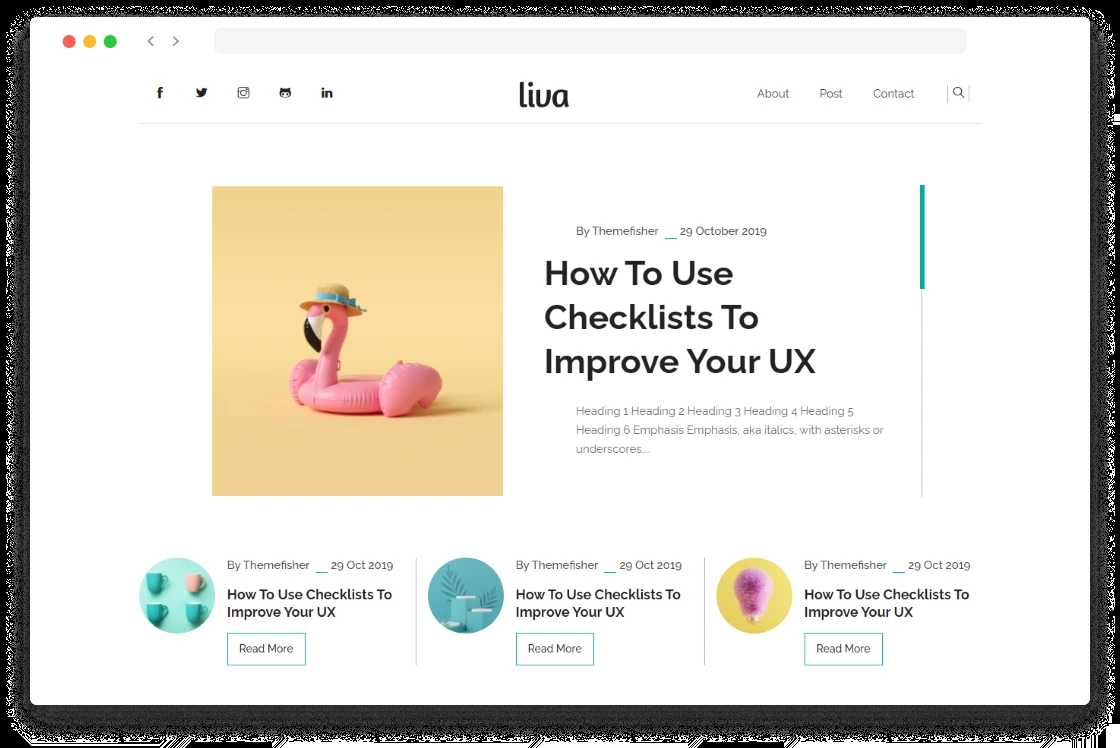 liva
About Post Contact
By Themefisher __ 29 October 2019
How To Use
Checklists To
Improve Your UX
Heading 1 Heading 2 Heading 3 Heading 4 Heading 5
Heading 6 Emphasis Emphasis, aka italics, with asterisks or
underscores....
By Themefisher __ 29 Oct 2019
How To Use Checklists To
Improve Your UX
Read More
By Themefisher __ 29 Oct 2019
How To Use Checklists To
Improve Your UX
Read More
By Themefisher __ 29 Oct 2019
How To Use Checklists To
Improve Your UX
Read More